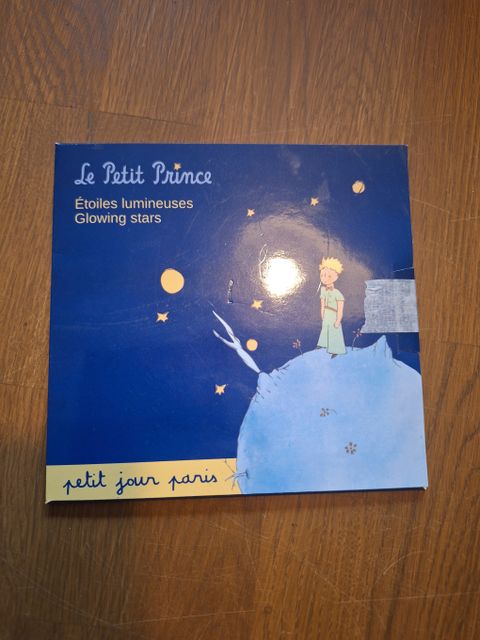 Le Petit Prince
Étoiles lumineuses
Glowing stars
petit jour paris